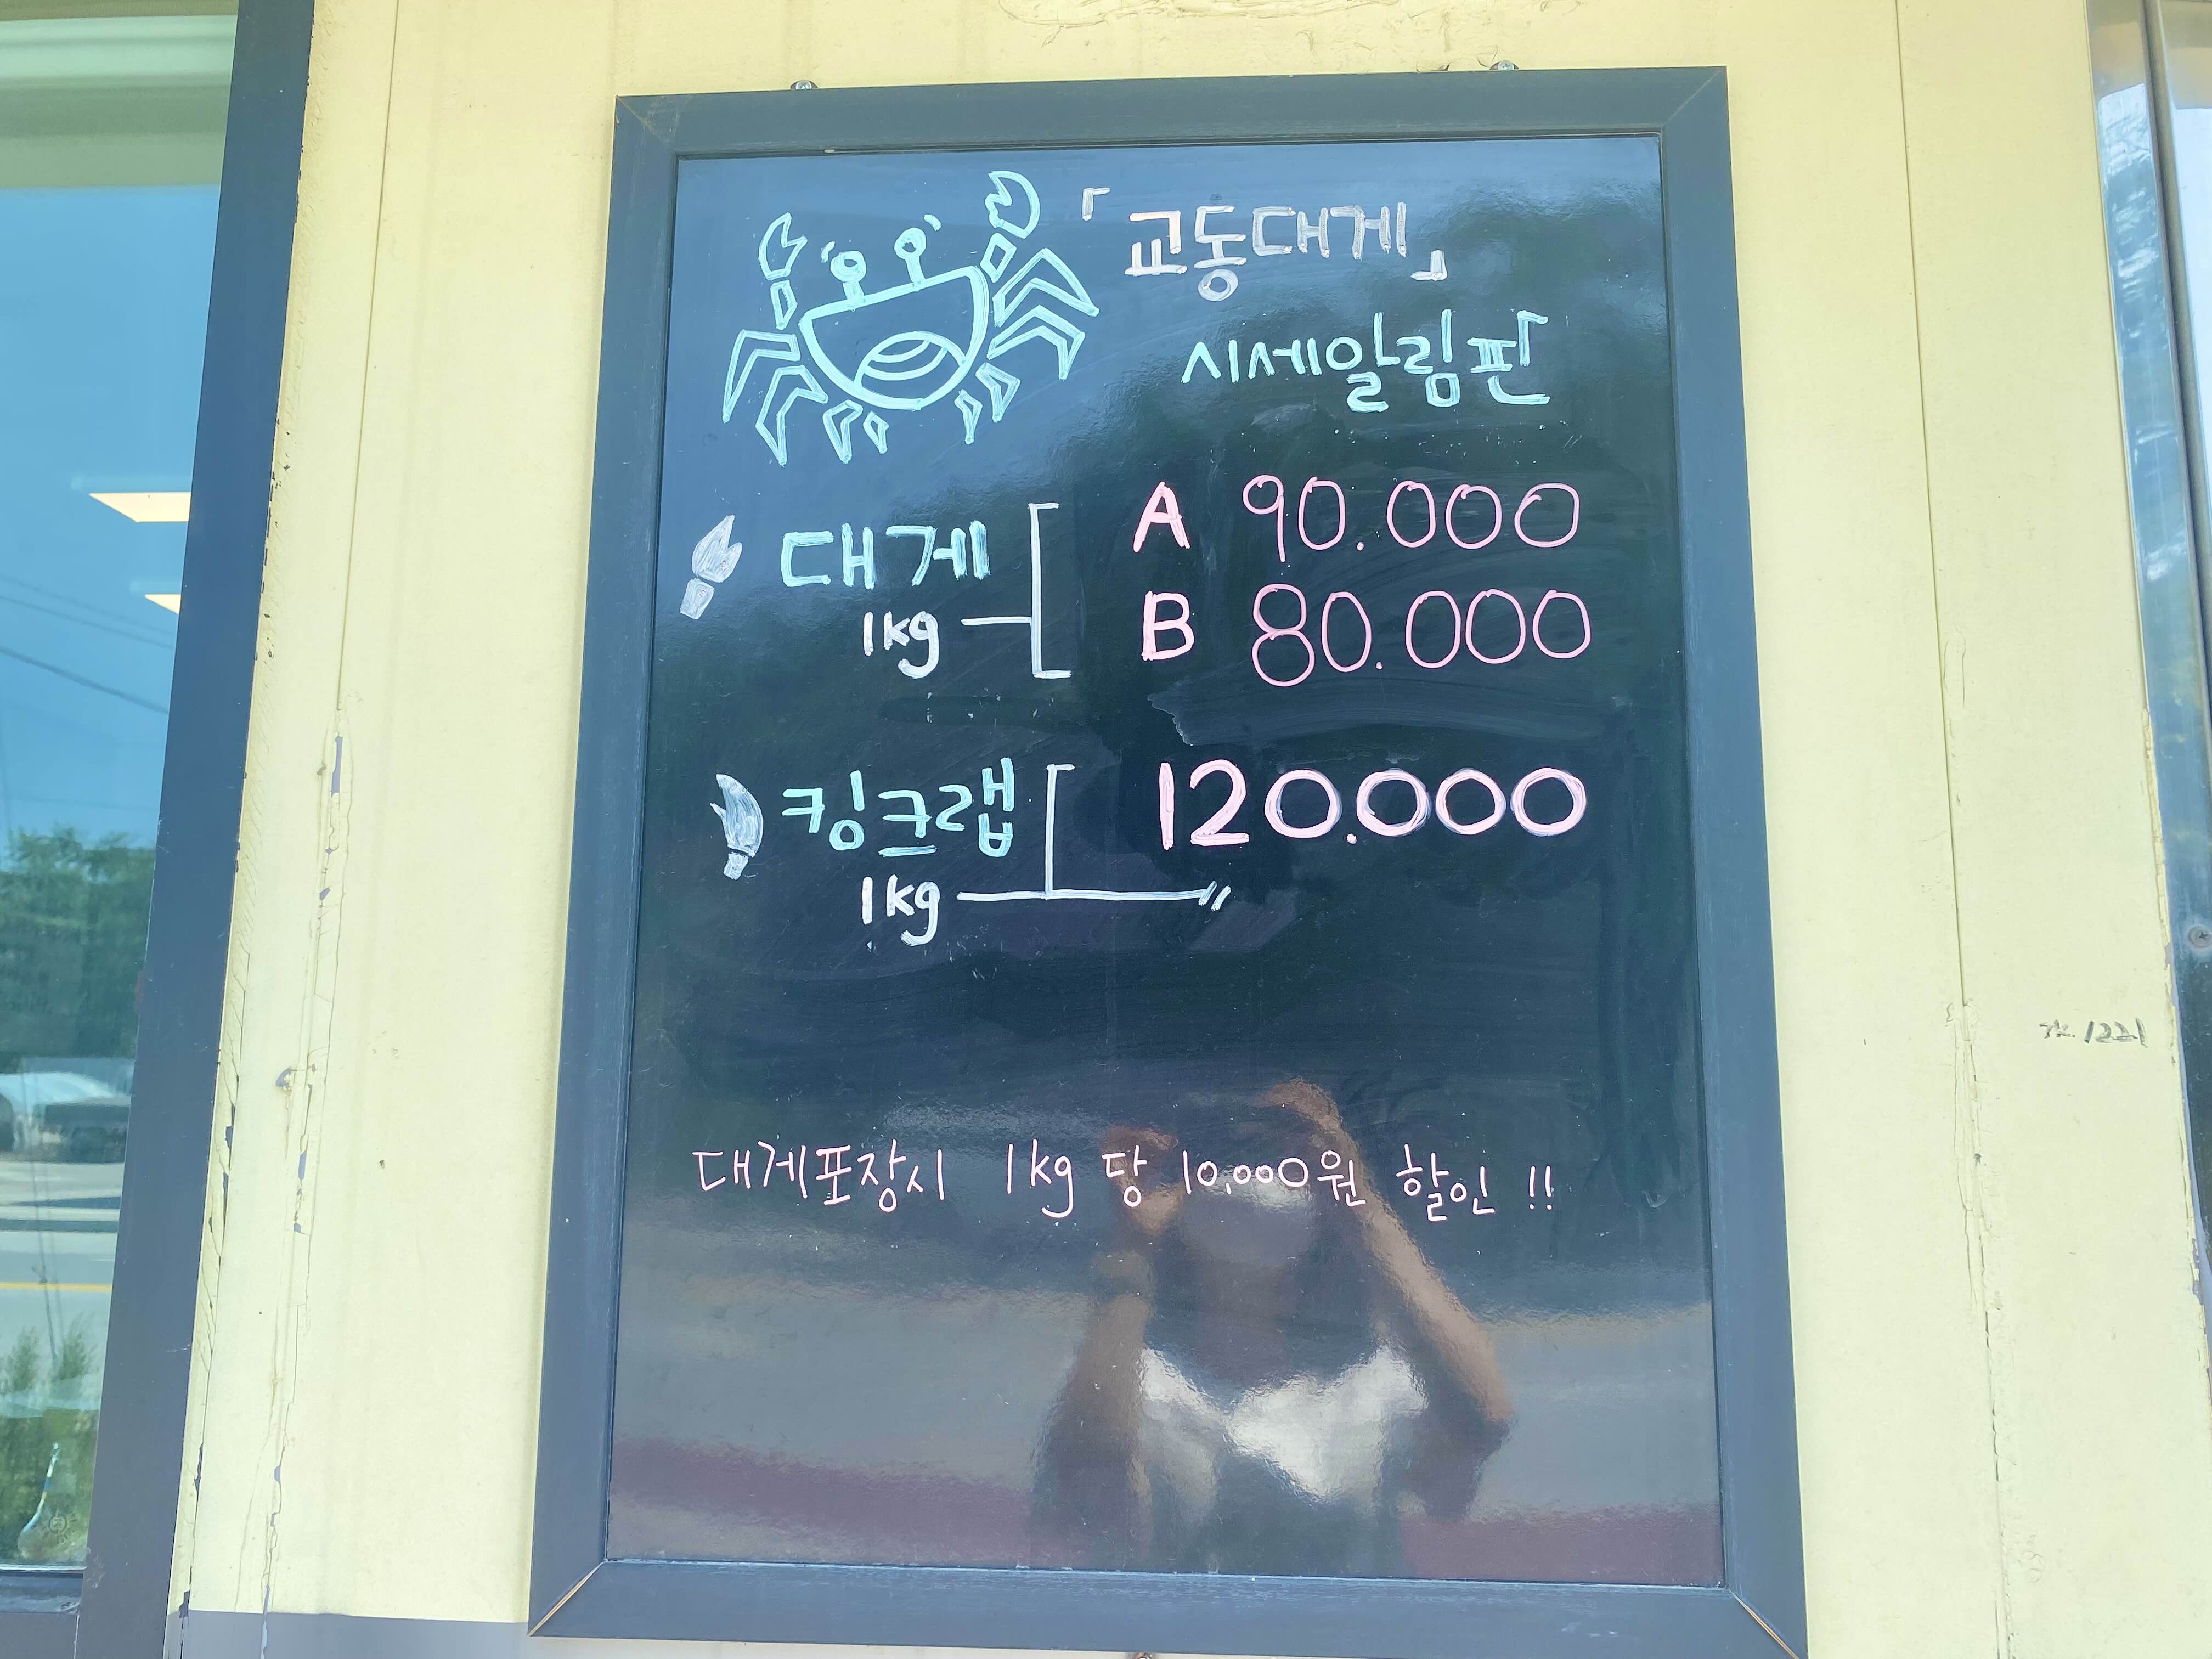 「교동대게」
시세알림판
대게 A 90.000
1kg B 80.000
킹크랩 120.000
1kg
대게포장시 1kg 당 10,000원 할인 !!